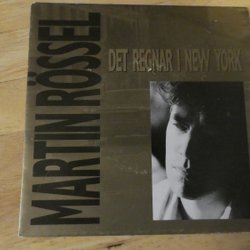 MARTIN RÖSSEL
DET REGNAR I NEW YORK